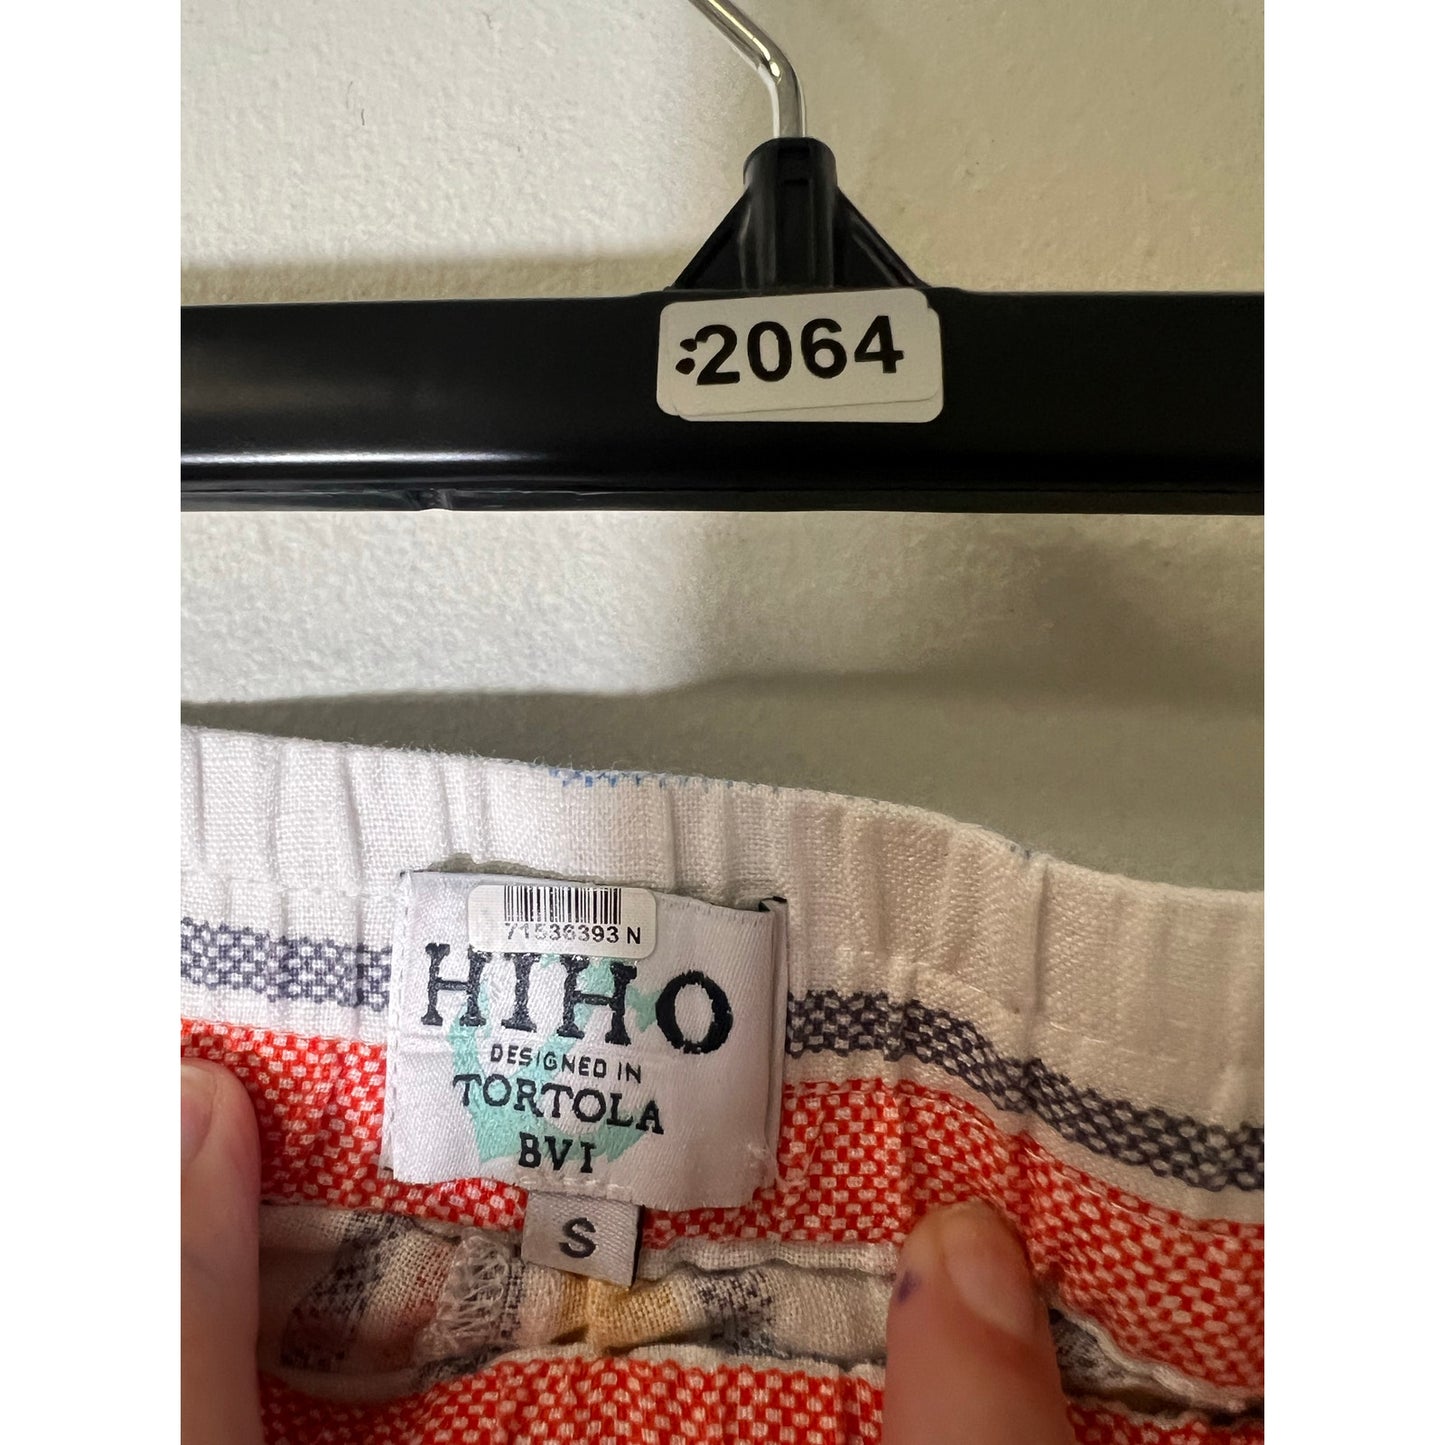 :2064
71536393 N
HIHO
DESIGNED IN
TORTOLA
BVI
S